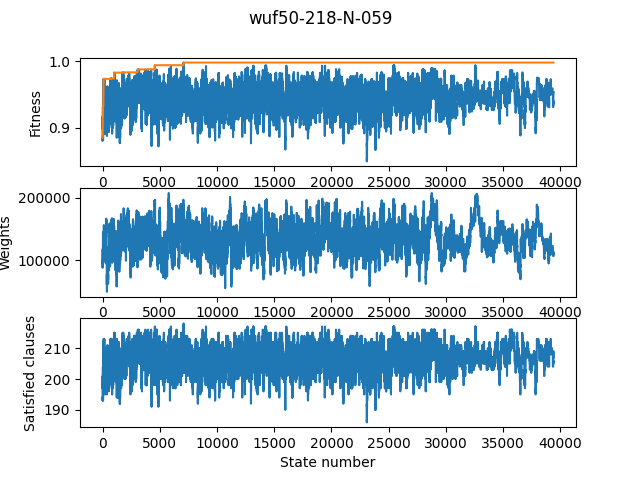 wuf50-218-N-059
1.0
0.9
Fitness
0 5000 10000 15000 20000 25000 30000 35000 40000
200000
100000
Weights
0 5000 10000 15000 20000 25000 30000 35000 40000
210
200
190
Satisfied clauses
0 5000 10000 15000 20000 25000 30000 35000 40000
State number